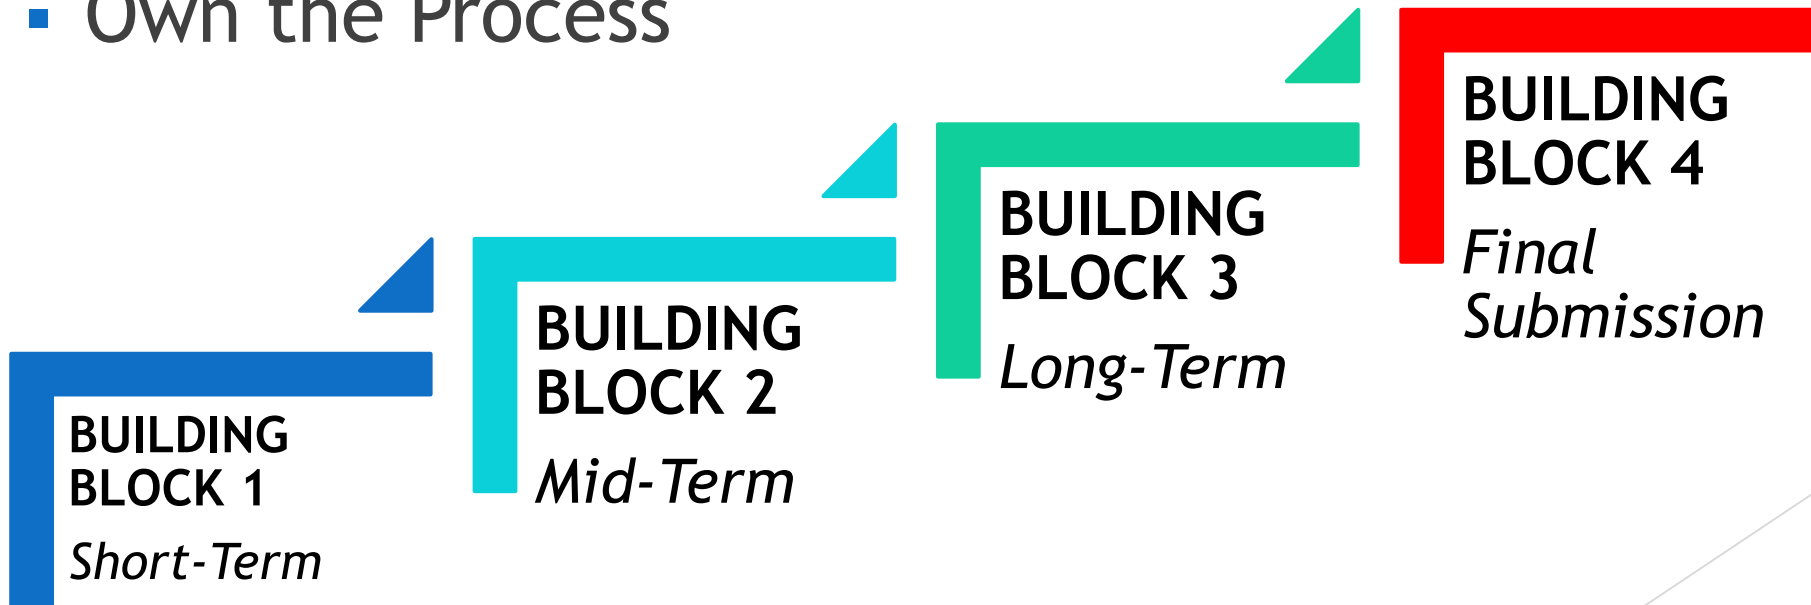 Own the Process
BUILDING
BLOCK 1
Short-Term
BUILDING
BLOCK 2
Mid-Term
BUILDING
BLOCK 3
Long-Term
BUILDING
BLOCK 4
Final
Submission